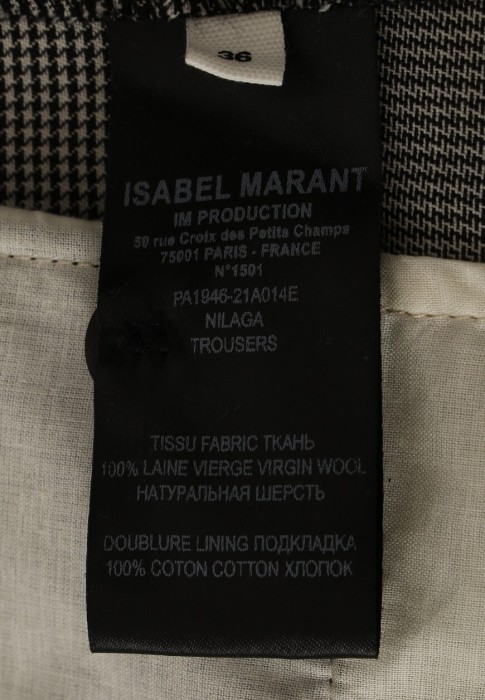 36
ISABEL MARANT
IM PRODUCTION
50 rue Croix des Petits Champs
75001 PARIS - FRANCE
N°1501
PA1946-21A014E
NILAGA
TROUSERS
TISSU FABRIC ТКАНЬ
100% LAINE VIERGE VIRGIN WOOL
НАТУРАЛЬНАЯ ШЕРСТЬ
DOUBLURE LINING ПОДКЛАДКА
100% COTON COTTON ХЛОПОК